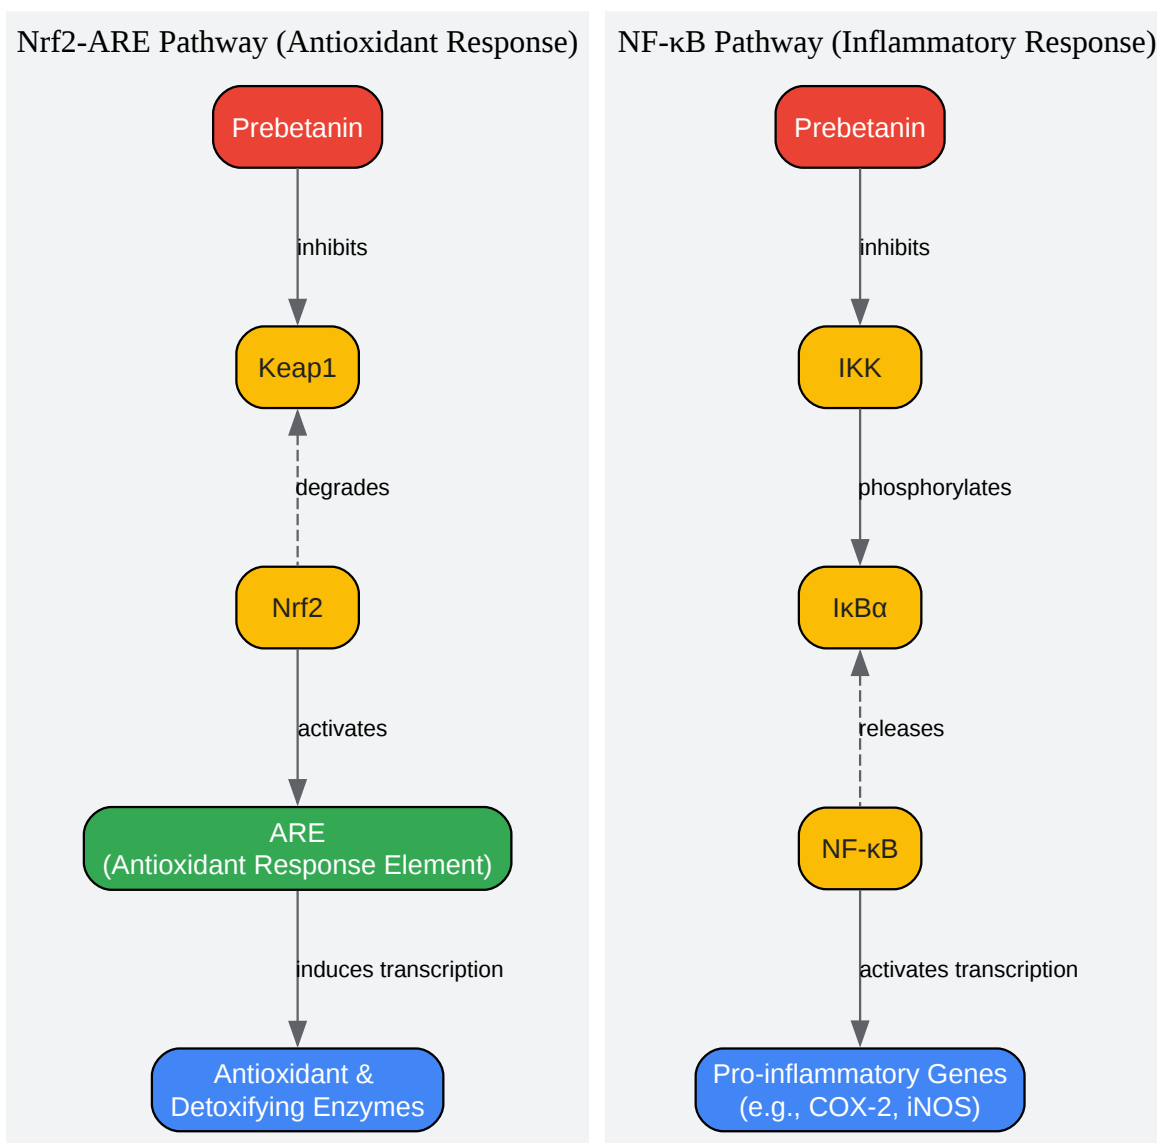 Nrf2-ARE Pathway (Antioxidant Response)
Prebetanin
inhibits
Keap1
degrades
Nrf2
activates
ARE
(Antioxidant Response Element)
induces transcription
Antioxidant &
Detoxifying Enzymes
NF-κB Pathway (Inflammatory Response)
Prebetanin
inhibits
IKK
phosphorylates
IκBα
releases
NF-κB
activates transcription
Pro-inflammatory Genes
(e.g., COX-2, iNOS)